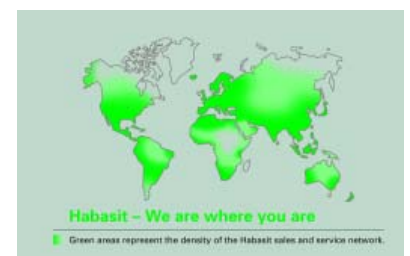 Habasit – We are where you are
Green areas represent the density of the Habasit sales and service network.